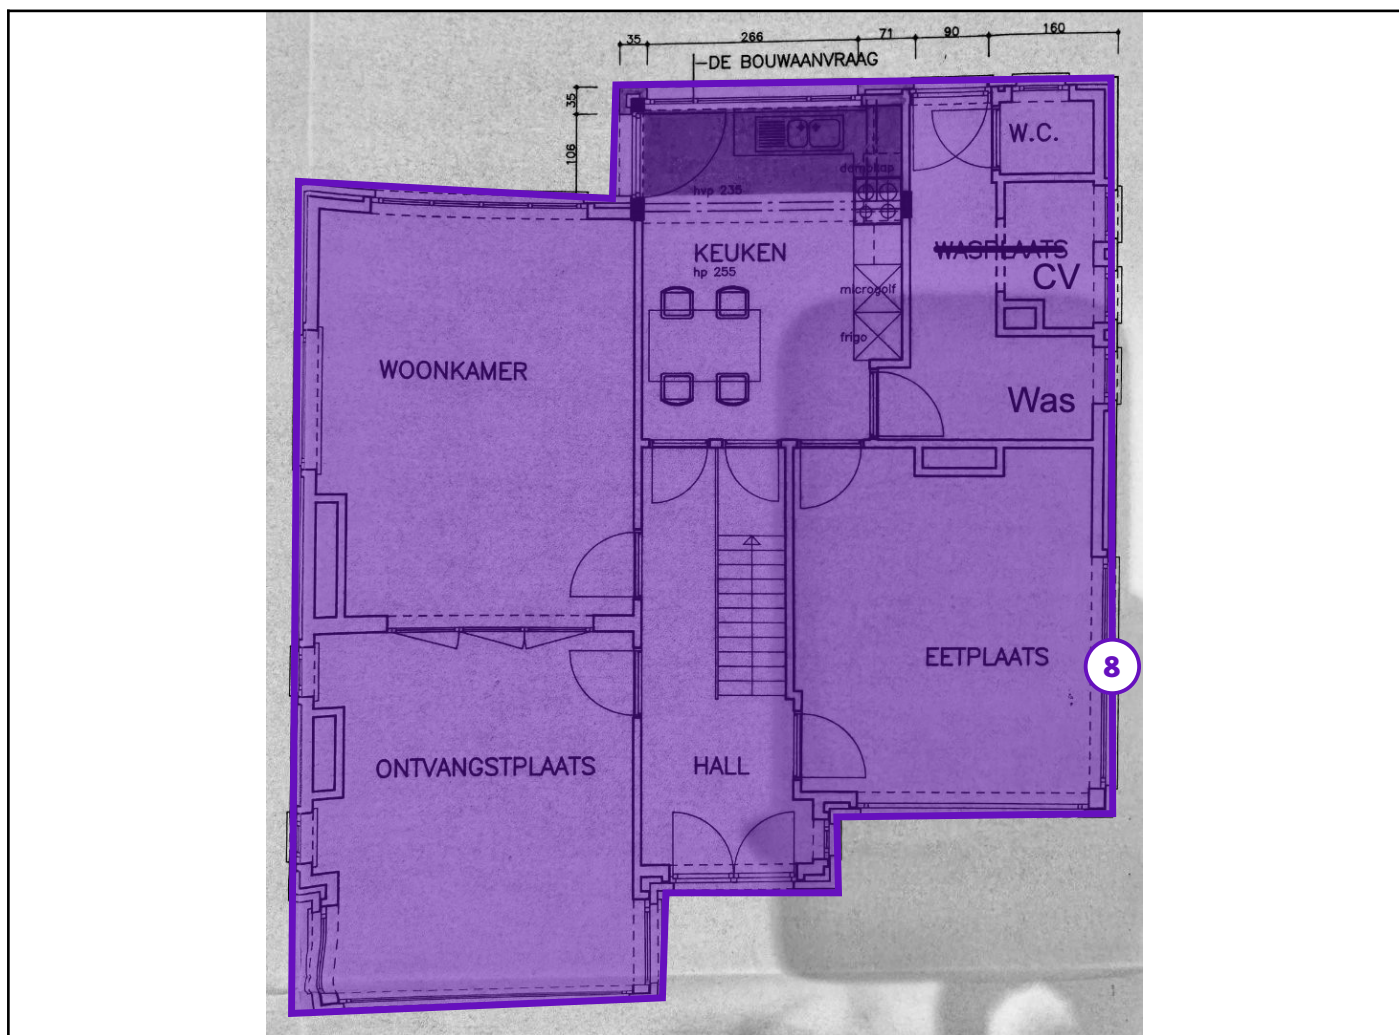 35 266 71 90 160
-DE BOUWAANVRAAG
35
106
W.C.
dampkap
hvp 235
KEUKEN
hp 255
WASPLAATS
CV
microgolf
frigo
WOONKAMER
Was
EETPLAATS
8
ONTVANGSTPLAATS
HALL